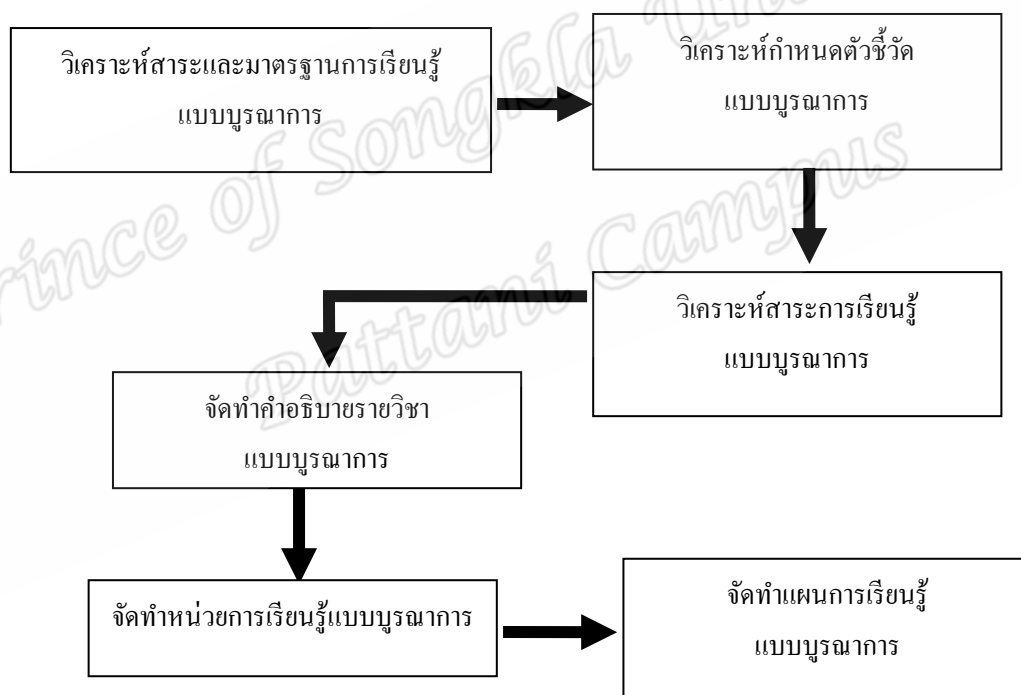 วิเคราะห์สาระและมาตรฐานการเรียนรู้
แบบบูรณาการ
วิเคราะห์กำหนดตัวชี้วัด
แบบบูรณาการ
วิเคราะห์สาระการเรียนรู้
แบบบูรณาการ
จัดทำคำอธิบายรายวิชา
แบบบูรณาการ
จัดทำหน่วยการเรียนรู้แบบบูรณาการ
จัดทำแผนการเรียนรู้
แบบบูรณาการ
Prince of Songkla
Pattani Campus